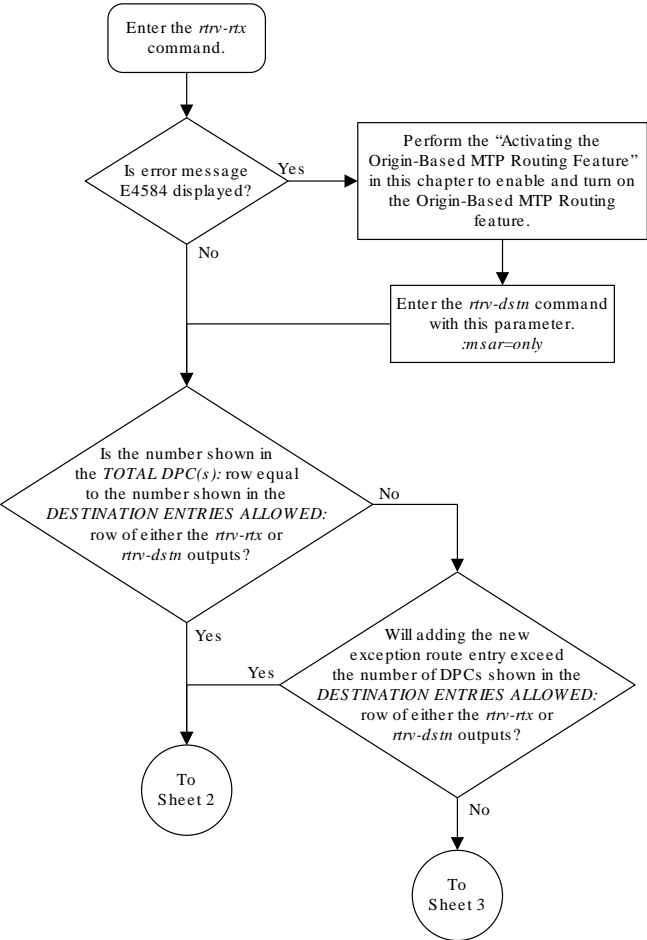 Enter the rtrv-rtx
command.
Is error message
E4584 displayed?
Yes
Perform the “Activating the
Origin-Based MTP Routing Feature”
in this chapter to enable and turn on
the Origin-Based MTP Routing
feature.
No
Enter the rtrv-dstn command
with this parameter.
:msar=only
Is the number shown in
the TOTAL DPC(s): row equal
to the number shown in the
DESTINATION ENTRIES ALLOWED:
row of either the rtrv-rtx or
rtrv-dstn outputs?
No
Yes
Will adding the new
exception route entry exceed
the number of DPCs shown in the
DESTINATION ENTRIES ALLOWED:
row of either the rtrv-rtx or
rtrv-dstn outputs?
Yes
To
Sheet 2
No
To
Sheet 3